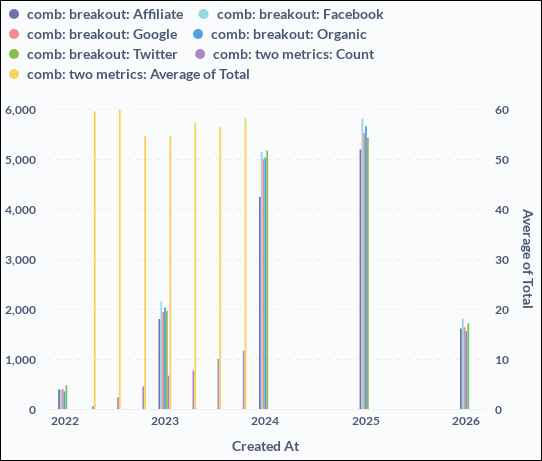 comb: breakout: Affiliate comb: breakout: Facebook
comb: breakout: Google comb: breakout: Organic
comb: breakout: Twitter comb: two metrics: Count
comb: two metrics: Average of Total
6,000 60
5,000 50
4,000 40
3,000 30
2,000 20
1,000 10
0 0
Average of Total
2022 2023 2024 2025 2026
Created At